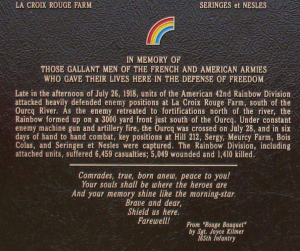 LA CROIX ROUGE FARM
SERINGES et NESLES
IN MEMORY OF
THOSE GALLANT MEN OF THE FRENCH AND AMERICAN ARMIES
WHO GAVE THEIR LIVES HERE IN THE DEFENSE OF FREEDOM
Late in the afternoon of July 26, 1918, units of the American 42nd Rainbow Division
attacked heavily defended enemy positions at La Croix Rouge Farm, south of the
Ourcq River. As the enemy retreated to fortifications north of the river, the
Rainbow formed up on a 3000 yard front just south of the Ourcq. Under constant
enemy machine gun and artillery fire, the Ourcq was crossed on July 28, and in six
days of hand to hand combat, key positions at Hill 212, Sergy, Meurcy Farm, Bois
Colas, and Seringes et Nesles were captured. The Rainbow Division, including
attached units, suffered 6,459 casualties; 5,049 wounded and 1,410 killed.
Comrades, true, born anew, peace to you!
Your souls shall be where the heroes are
And your memory shine like the morning-star.
Brave and dear,
Shield us here.
Farewell!
From "Rouge Bouquet"
by Sgt. Joyce Kilmer
165th Infantry